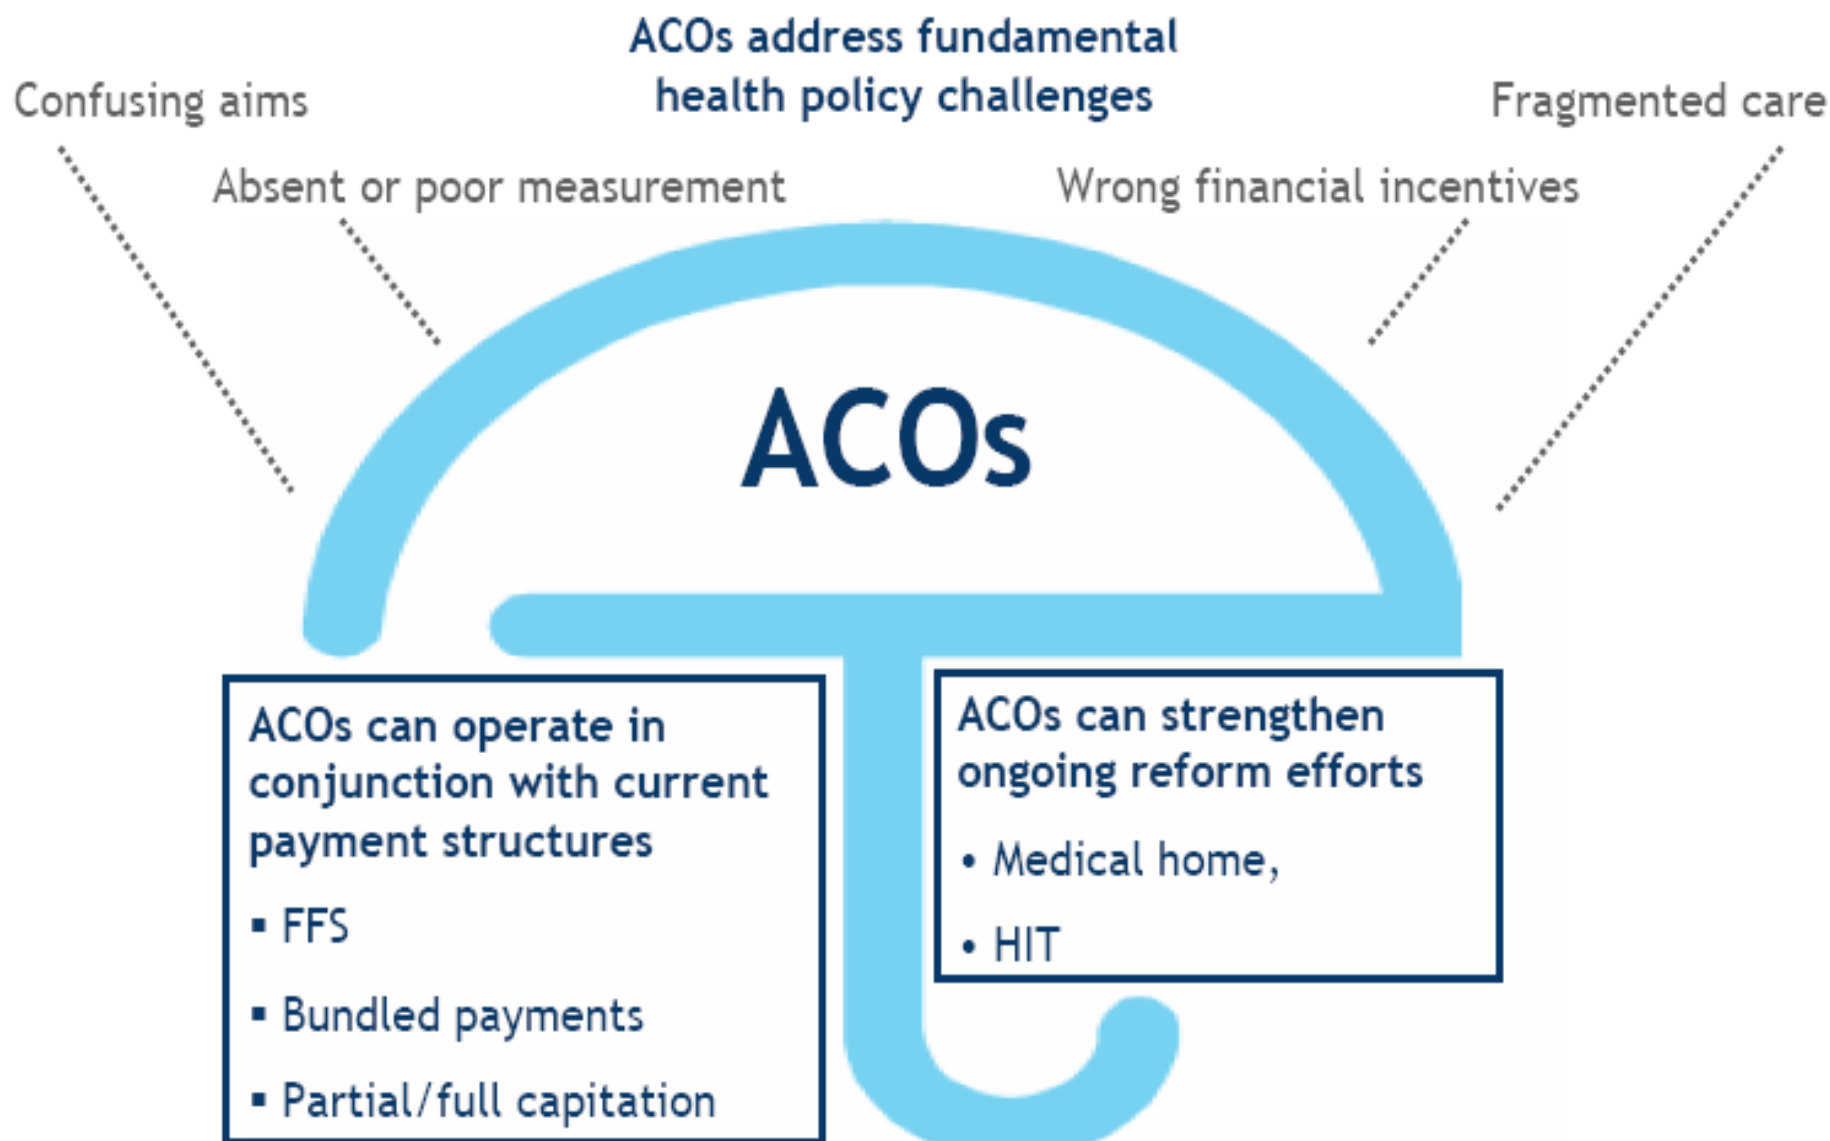 ACOs address fundamental
health policy challenges
Confusing aims
Fragmented care
Absent or poor measurement
Wrong financial incentives
ACOs
ACOs can operate in
conjunction with current
payment structures
▪ FFS
▪ Bundled payments
▪ Partial/full capitation
ACOs can strengthen
ongoing reform efforts
• Medical home,
• HIT